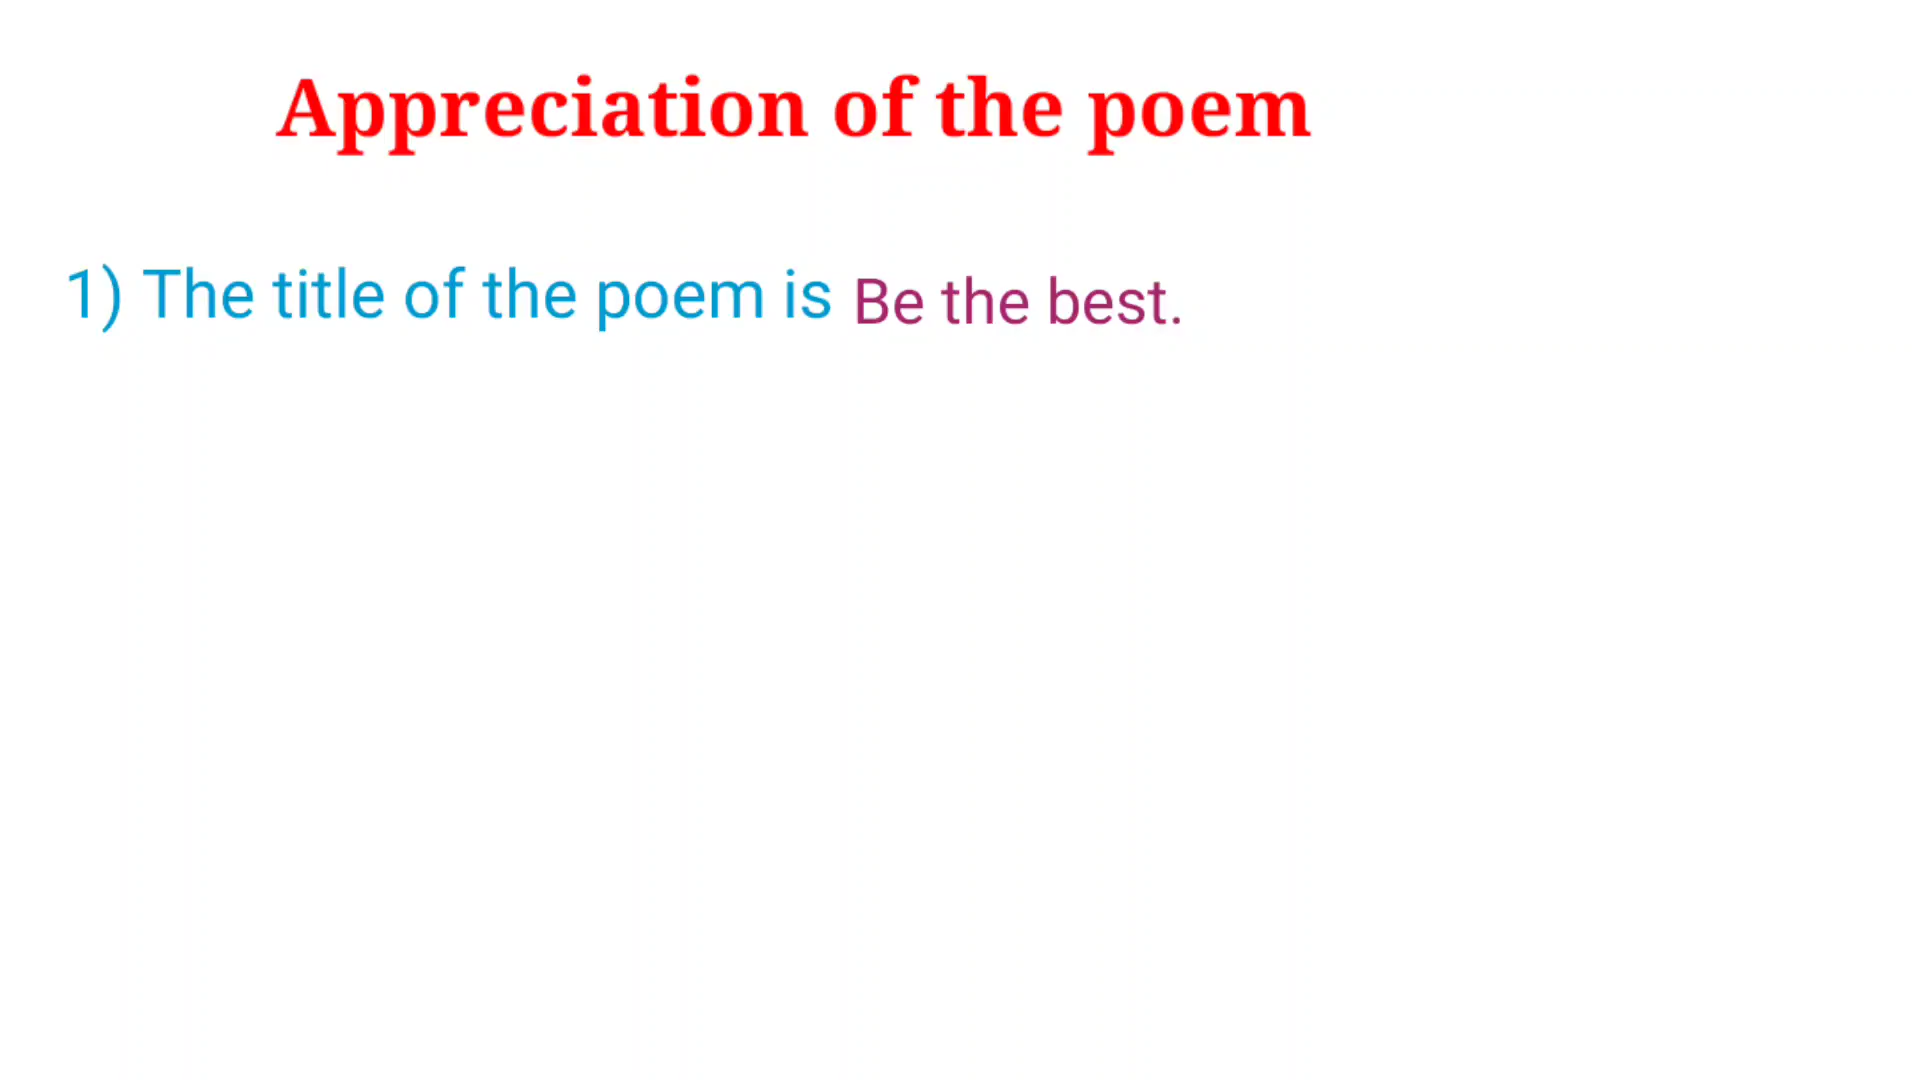 Appreciation of the poem
1) The title of the poem is Be the best.